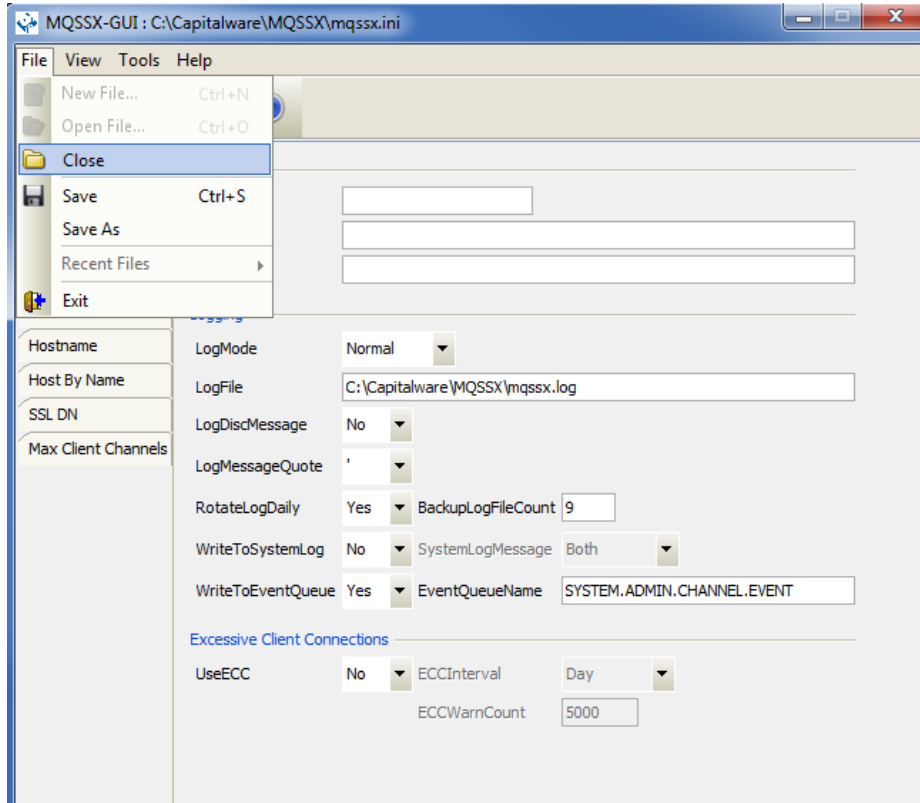 MQSSX-GUI : C:\Capitalware\MQSSX\mqssx.ini
File View Tools Help
New File... Ctrl+N
Open File... Ctrl+O
Close
Save Ctrl+S
Save As
Recent Files
Exit
Logging
Hostname
Host By Name
SSL DN
Max Client Channels
LogMode Normal
LogFile C:\Capitalware\MQSSX\mqssx.log
LogDiscMessage No
LogMessageQuote '
RotateLogDaily Yes BackupLogFileCount 9
WriteToSystemLog No SystemLogMessage Both
WriteToEventQueue Yes EventQueueName SYSTEM.ADMIN.CHANNEL.EVENT
Excessive Client Connections
UseECC No ECCInterval Day
ECCWarnCount 5000